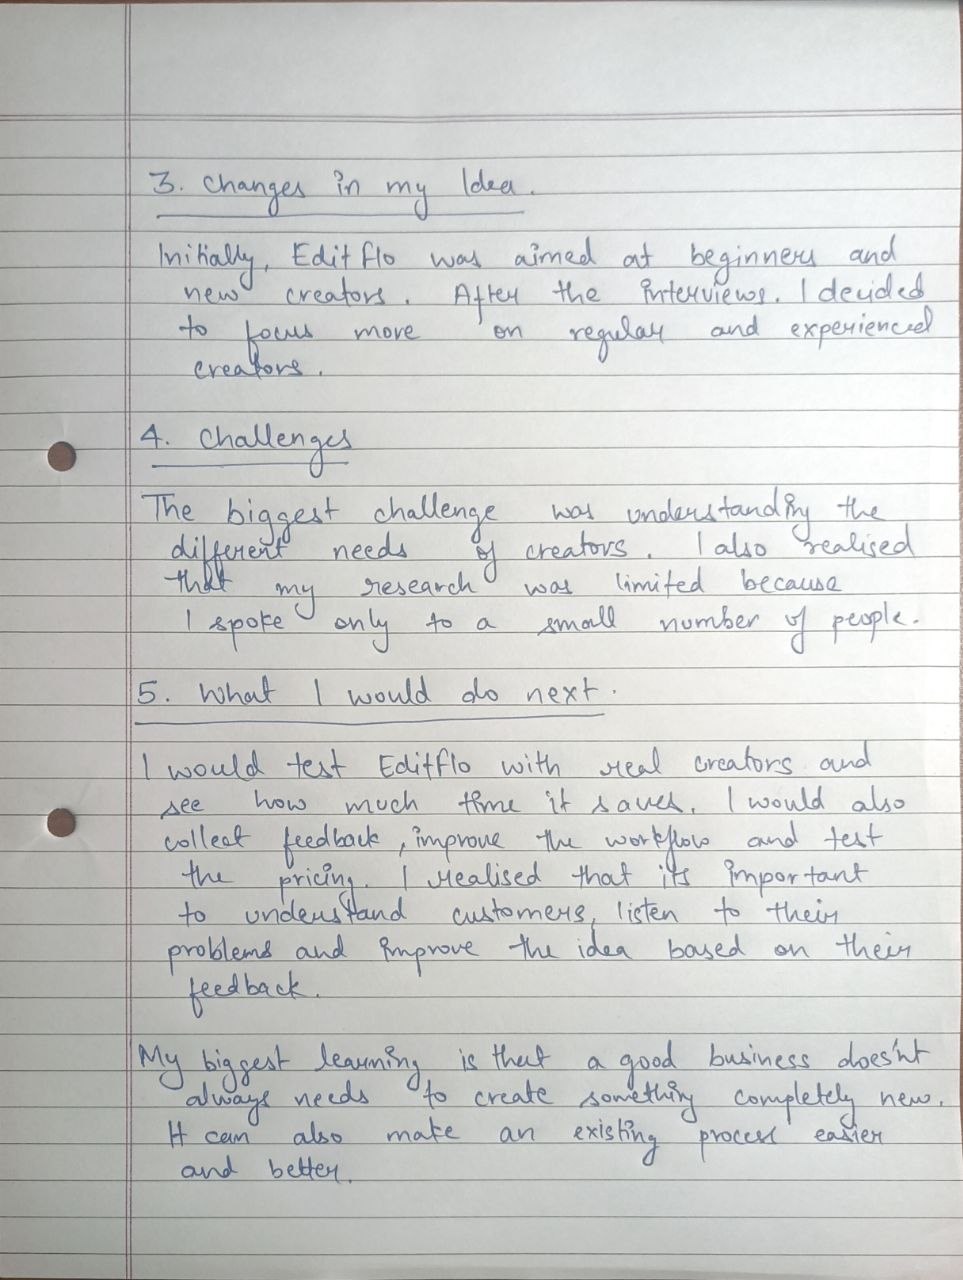 3. Changes in my Idea.
Initially, Edit flo was aimed at beginners and
new creators. After the interviews. I decided
to focus more on regular and experienced
creators.
4. Challenges
The biggest challenge was understanding the
different needs of creators. I also realised
that my research was limited because
I spoke only to a small number of people.
5. What I would do next.
I would test Editflo with real creators and
see how much time it saves. I would also
collect feedback, improve the workflow and test
the pricing. I realised that its important
to understand customers, listen to their
problems and improve the idea based on their
feedback.
My biggest learning is that a good business does'nt
always needs to create something completely new.
It can also make an existing process easier
and better.